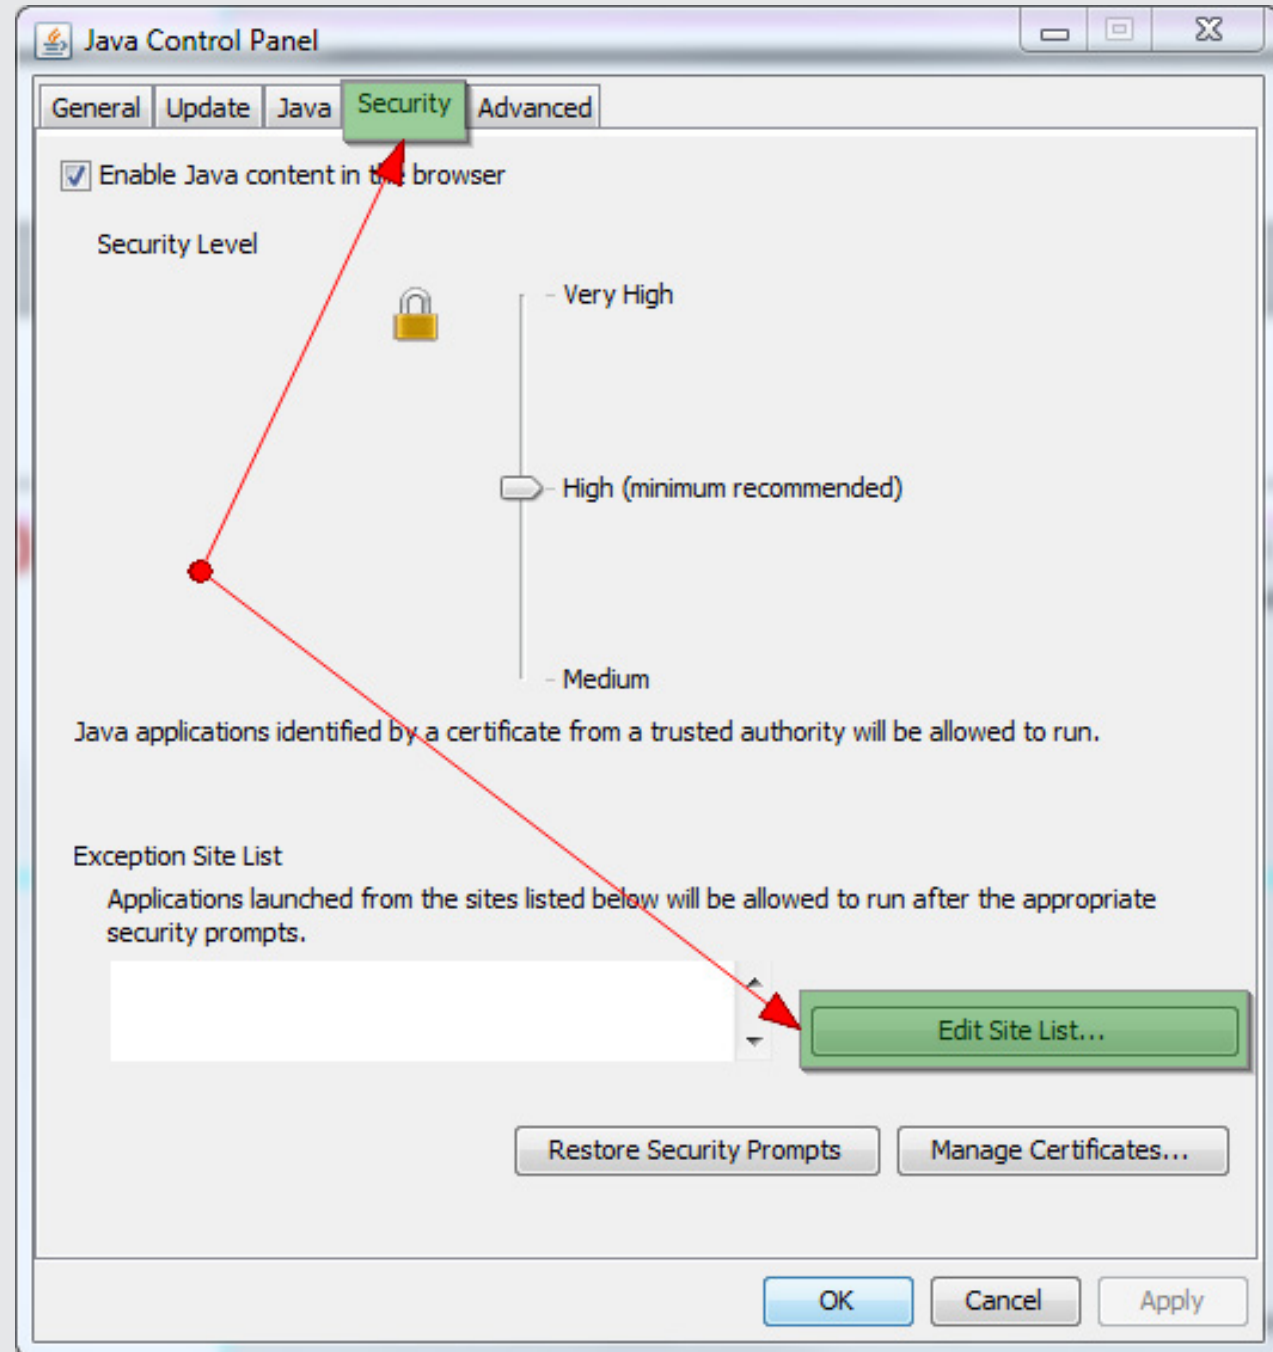 Java Control Panel
General Update Java Security Advanced
Enable Java content in the browser
Security Level
Very High
High (minimum recommended)
Medium
Java applications identified by a certificate from a trusted authority will be allowed to run.
Exception Site List
Applications launched from the sites listed below will be allowed to run after the appropriate
security prompts.
Edit Site List...
Restore Security Prompts Manage Certificates...
OK Cancel Apply